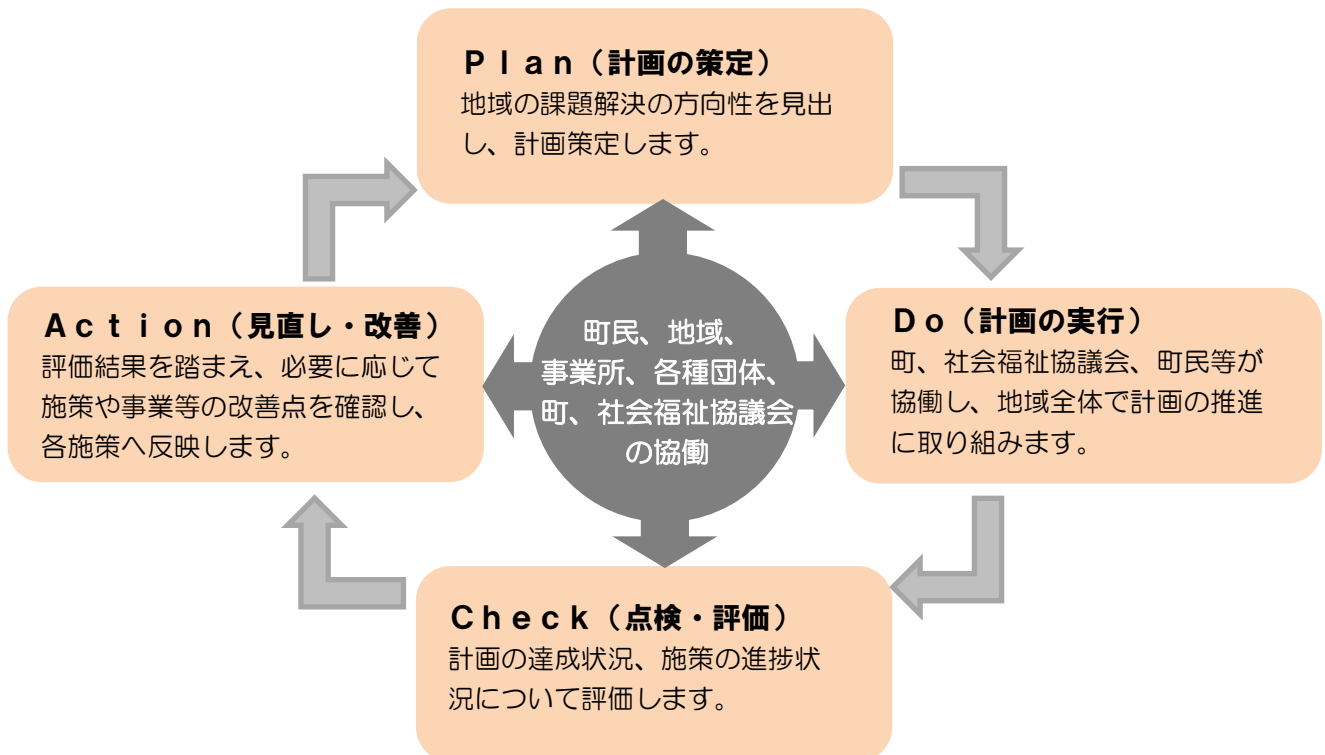 Ｐｌａｎ（計画の策定）
地域の課題解決の方向性を見出
し、計画策定します。
Ａｃｔｉｏｎ（見直し・改善）
評価結果を踏まえ、必要に応じて
施策や事業等の改善点を確認し、
各施策へ反映します。
町民、地域、
事業所、各種団体、
町、社会福祉協議会
の協働
Ｄｏ（計画の実行）
町、社会福祉協議会、町民等が
協働し、地域全体で計画の推進
に取り組みます。
Ｃｈｅｃｋ（点検・評価）
計画の達成状況、施策の進捗状
況について評価します。